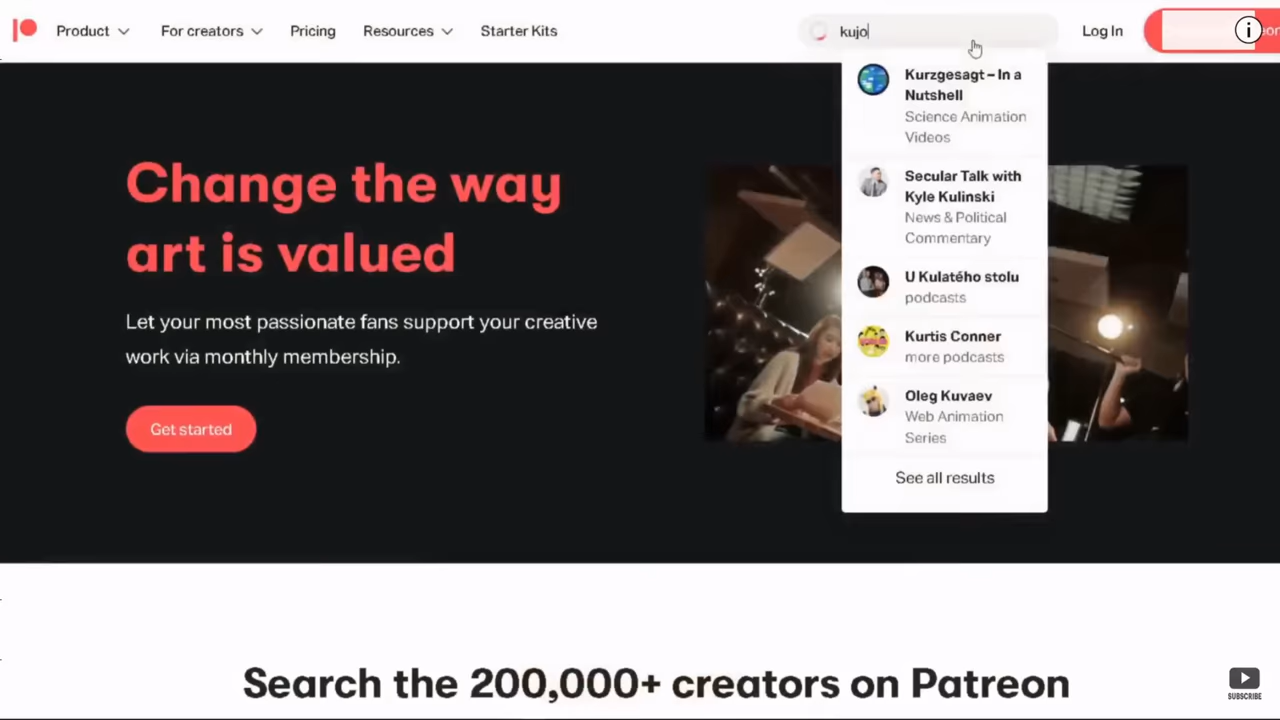 Product
For creators
Pricing
Resources
Starter Kits
kujo
Log In
Kurzgesagt – In a
Nutshell
Science Animation
Videos
Secular Talk with
Kyle Kulinski
News & Political
Commentary
U Kulatého stolu
podcasts
Kurtis Conner
more podcasts
Oleg Kuvaev
Web Animation
Series
See all results
Change the way
art is valued
Let your most passionate fans support your creative
work via monthly membership.
Get started
Search the 200,000+ creators on Patreon
SUBSCRIBE